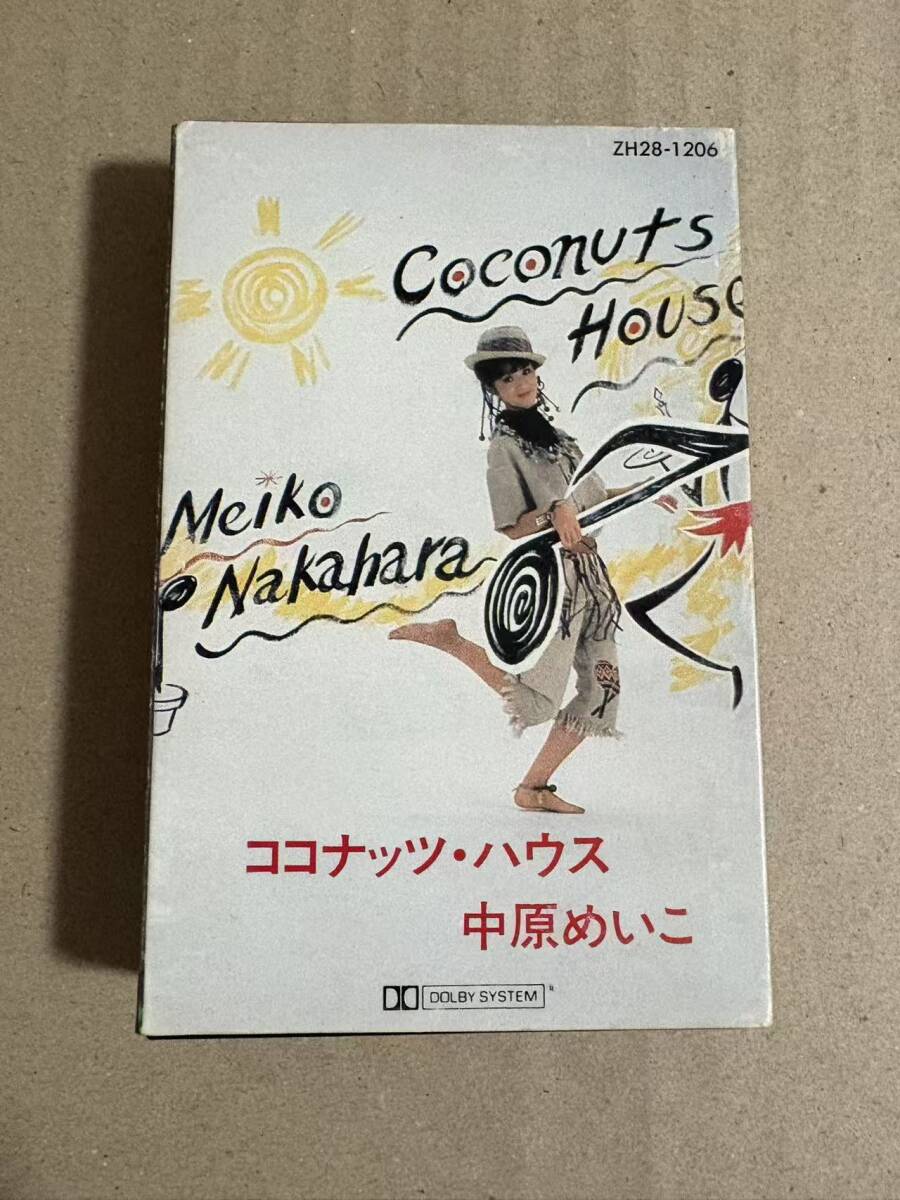 ZH28-1206
Coconuts
House
Meiko
Nakahara
ココナッツ・ハウス
中原めいこ
DOLBY SYSTEM